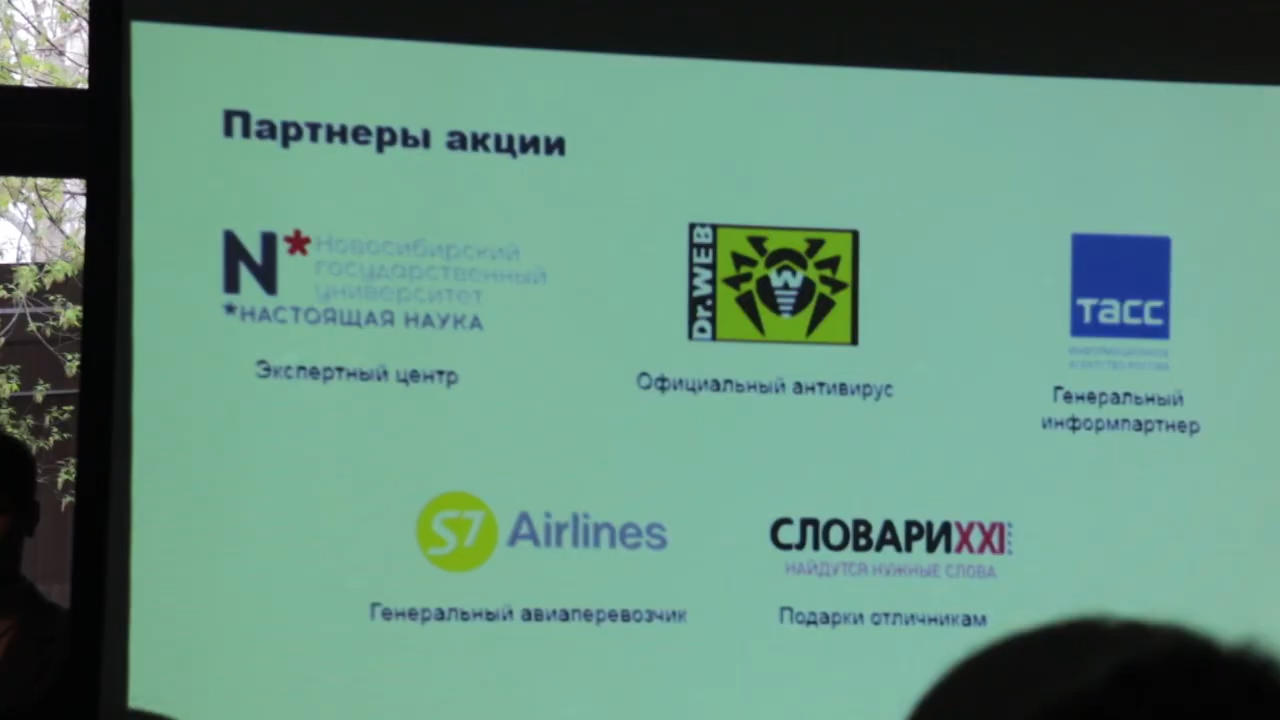 Партнеры акции
N*
Новосибирский
государственный
университет
*НАСТОЯЩАЯ НАУКА
Экспертный центр
Dr.WEB
Официальный антивирус
ТАСС
Генеральный
информпартнер
S7 Airlines
Генеральный авиаперевозчик
СЛОВАРИXXI
НАЙДУТСЯ НУЖНЫЕ СЛОВА
Подарки отличникам